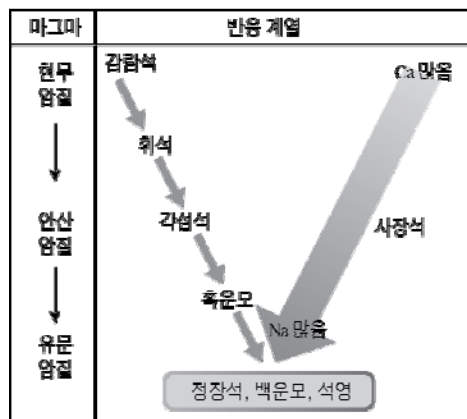 마그마
반응 계열
현무
암질
감람석
Ca 많음
휘석
안산
암질
각섬석
사장석
흑운모
Na 많음
유문
암질
정장석, 백운모, 석영